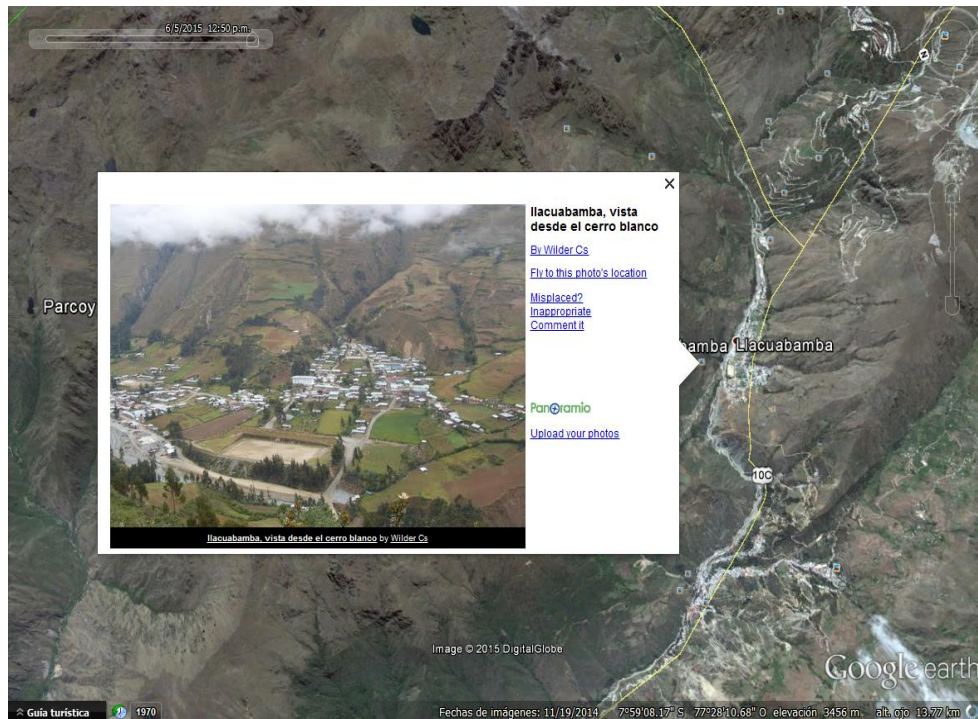 6/5/2015 12:50 p.m.
llacuabamba, vista
desde el cerro blanco
By Wilder Cs
Fly to this photo's location
Misplaced?
Inappropriate
Comment it
Parcoy
bamba Llacuabamba
Panoramio
Upload your photos
10C
llacuabamba, vista desde el cerro blanco by Wilder Cs
Image © 2015 DigitalGlobe
Google earth
Guía turística
1970
Fechas de imágenes: 11/19/2014 7°59'08.17" S 77°28'10.68" O elevación 3456 m alt. ojo 13.77 km